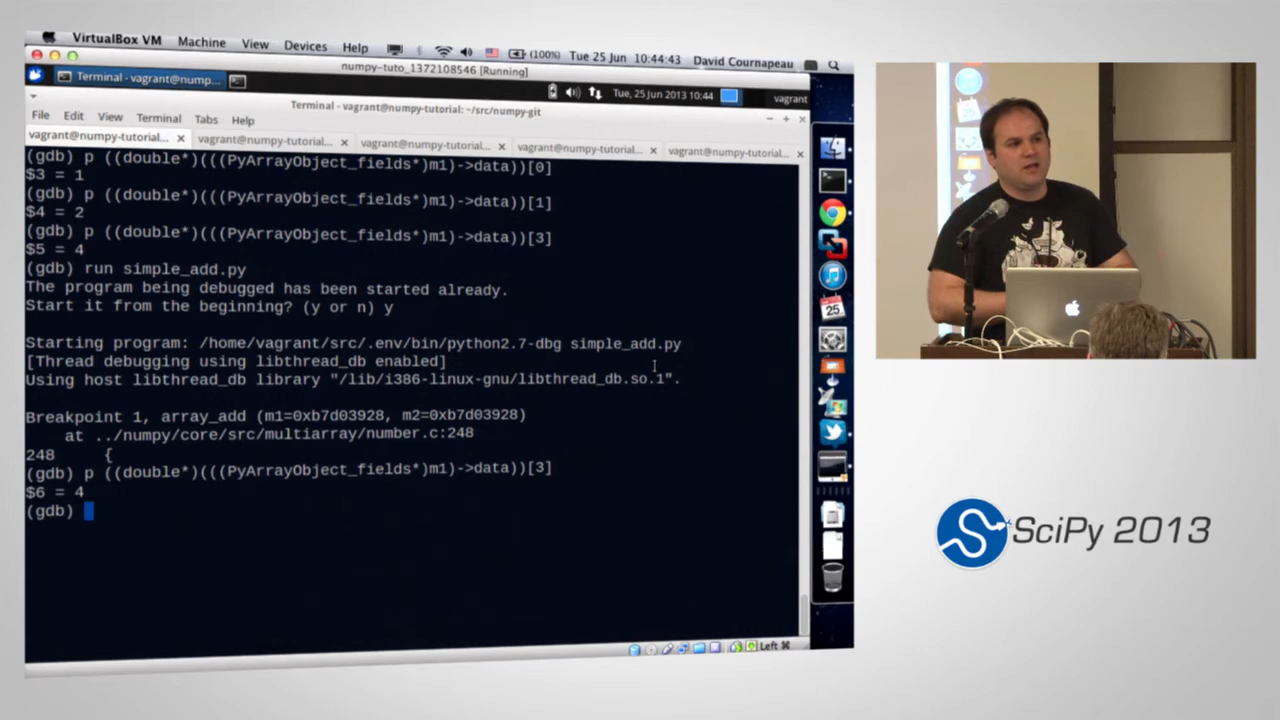 VirtualBox VM Machine View Devices Help (100%) Tue 25 Jun 10:44:43 David Cournapeau
numpy-tuto_1372108546 [Running]
Terminal - vagrant@nump... Tue, 25 Jun 2013 10:44 vagrant
Terminal - vagrant@numpy-tutorial: ~/src/numpy-git
File Edit View Terminal Tabs Help
vagrant@numpy-tutorial... vagrant@numpy-tutorial... vagrant@numpy-tutorial... vagrant@numpy-tutorial... vagrant@numpy-tutorial...
(gdb) p ((double*)(((PyArrayObject_fields*)m1)->data))[0]
$3 = 1
(gdb) p ((double*)(((PyArrayObject_fields*)m1)->data))[1]
$4 = 2
(gdb) p ((double*)(((PyArrayObject_fields*)m1)->data))[3]
$5 = 4
(gdb) run simple_add.py
The program being debugged has been started already.
Start it from the beginning? (y or n) y
Starting program: /home/vagrant/src/.env/bin/python2.7-dbg simple_add.py
[Thread debugging using libthread_db enabled]
Using host libthread_db library "/lib/i386-linux-gnu/libthread_db.so.1".
Breakpoint 1, array_add (m1=0xb7d03928, m2=0xb7d03928)
at ../numpy/core/src/multiarray/number.c:248
248 {
(gdb) p ((double*)(((PyArrayObject_fields*)m1)->data))[3]
$6 = 4
(gdb)
Left ⌘
25
SciPy 2013